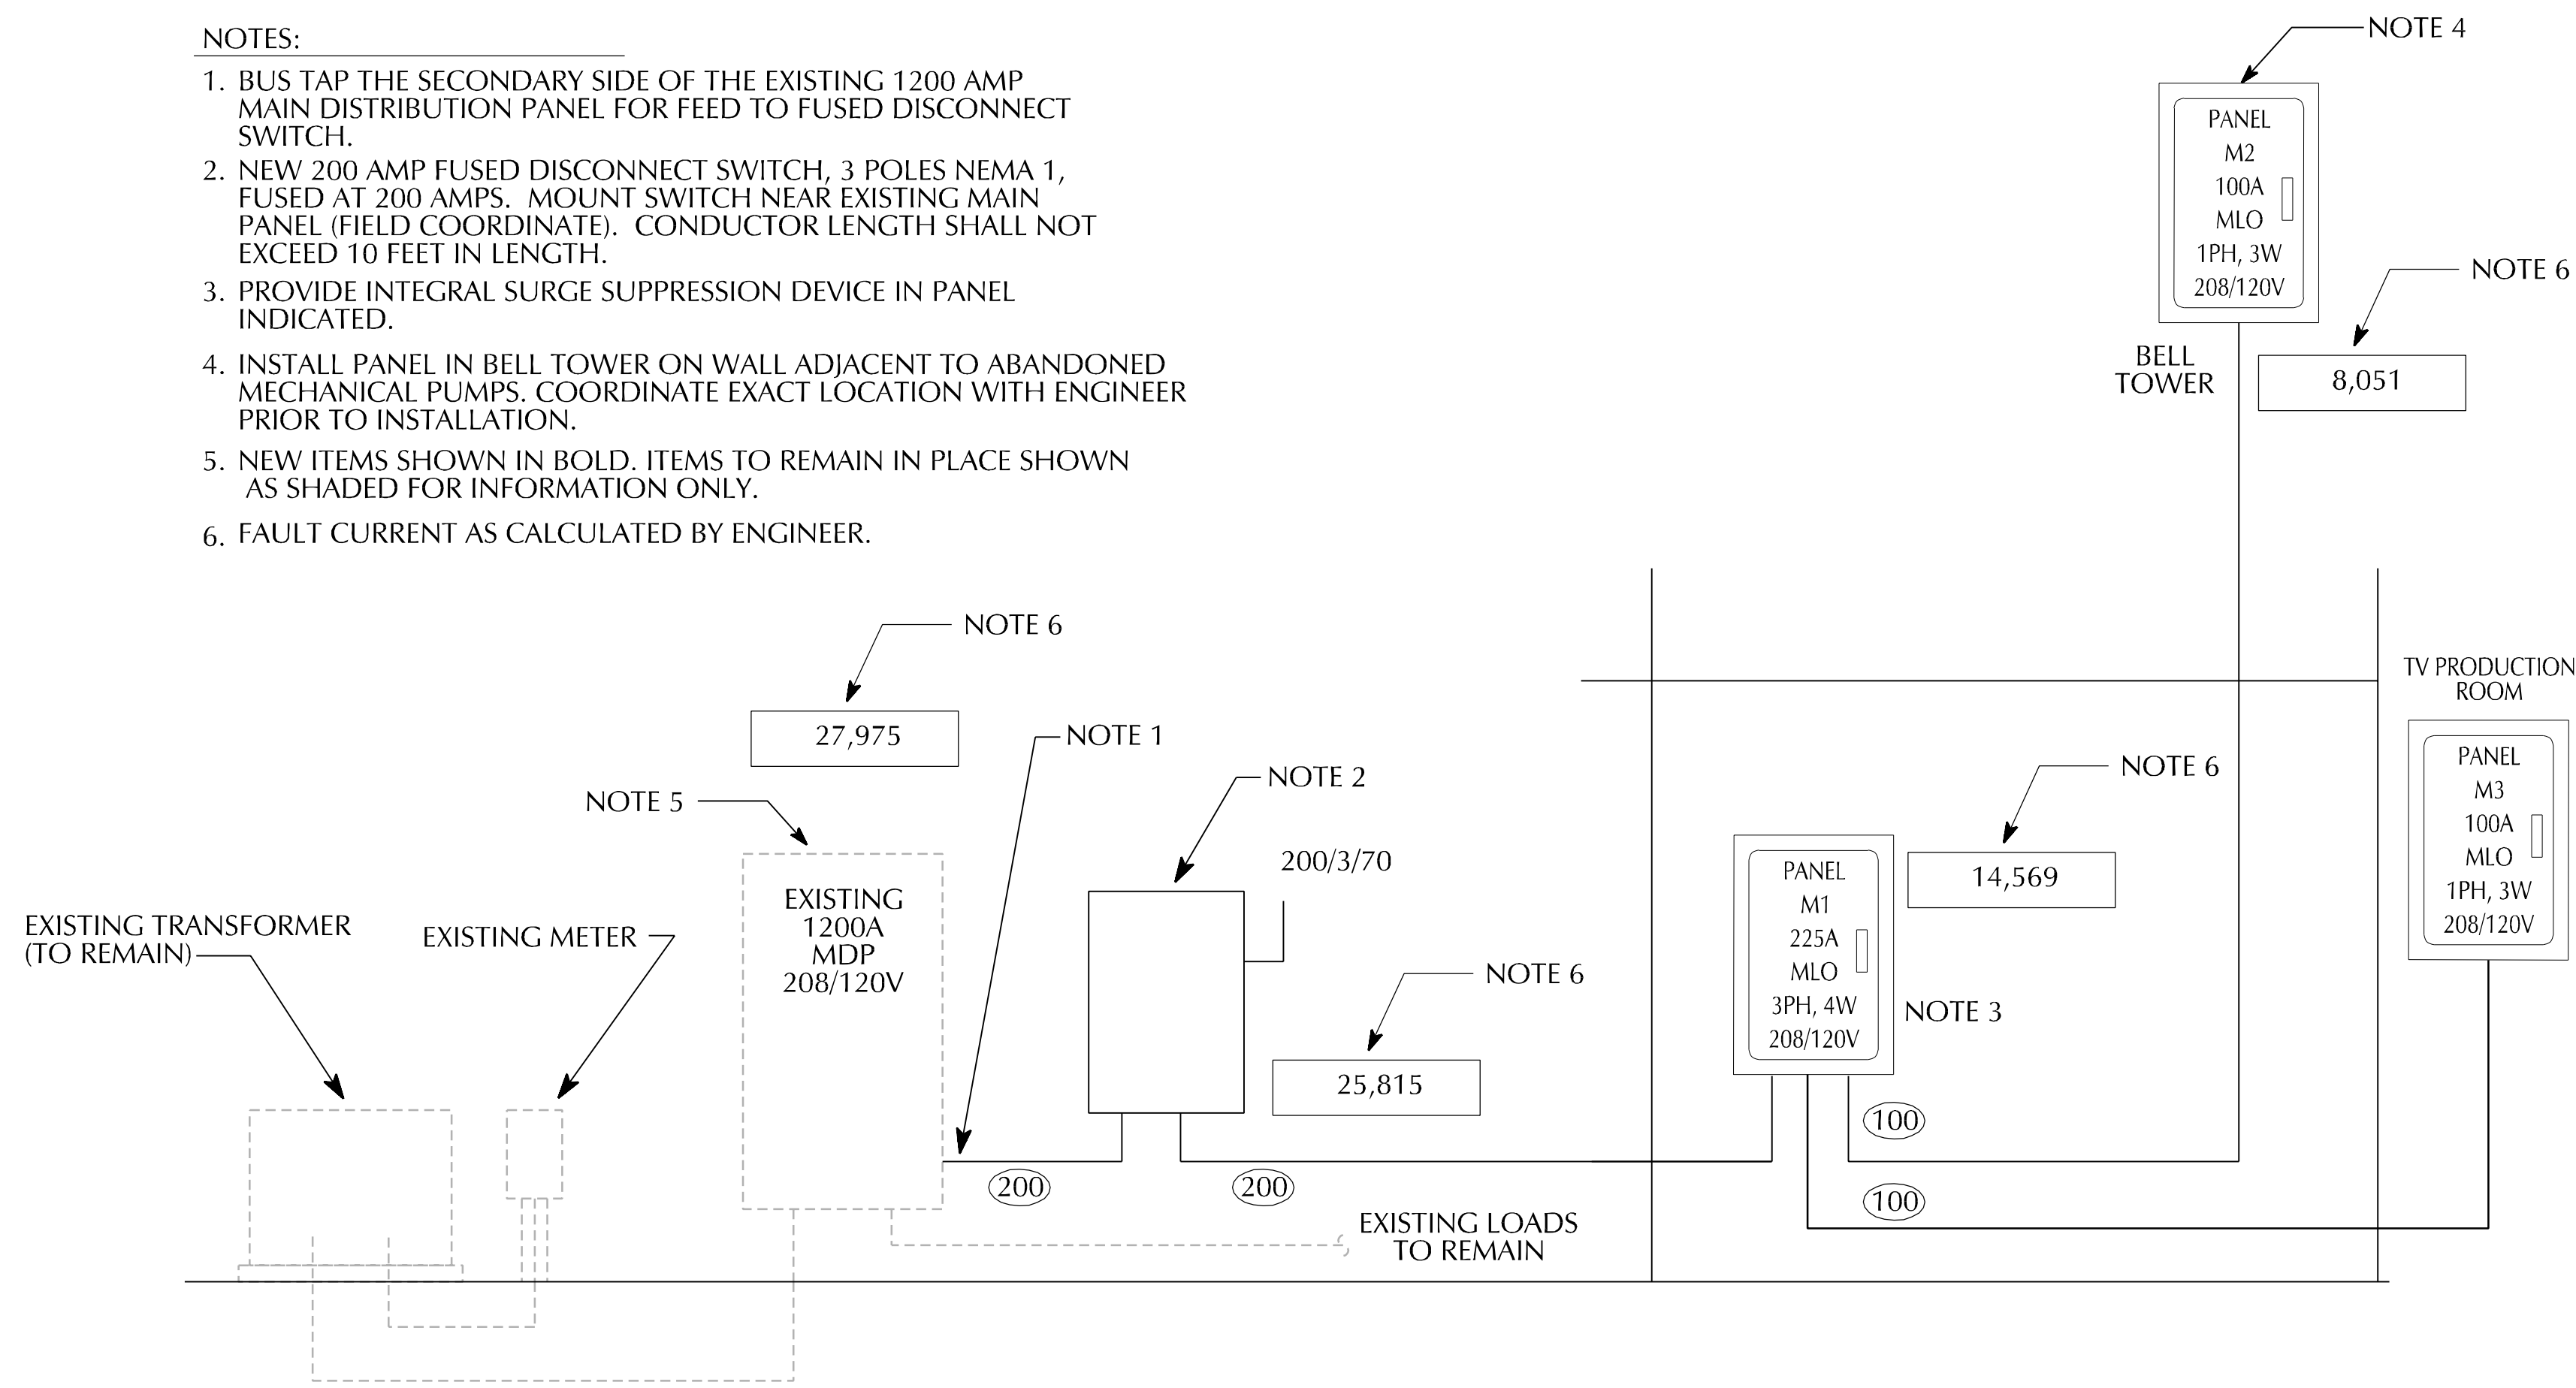 NOTES:
1. BUS TAP THE SECONDARY SIDE OF THE EXISTING 1200 AMP
MAIN DISTRIBUTION PANEL FOR FEED TO FUSED DISCONNECT
SWITCH.
2. NEW 200 AMP FUSED DISCONNECT SWITCH, 3 POLES NEMA 1,
FUSED AT 200 AMPS. MOUNT SWITCH NEAR EXISTING MAIN
PANEL (FIELD COORDINATE). CONDUCTOR LENGTH SHALL NOT
EXCEED 10 FEET IN LENGTH.
3. PROVIDE INTEGRAL SURGE SUPPRESSION DEVICE IN PANEL
INDICATED.
4. INSTALL PANEL IN BELL TOWER ON WALL ADJACENT TO ABANDONED
MECHANICAL PUMPS. COORDINATE EXACT LOCATION WITH ENGINEER
PRIOR TO INSTALLATION.
5. NEW ITEMS SHOWN IN BOLD. ITEMS TO REMAIN IN PLACE SHOWN
AS SHADED FOR INFORMATION ONLY.
6. FAULT CURRENT AS CALCULATED BY ENGINEER.
NOTE 4
PANEL
M2
100A
MLO
1PH, 3W
208/120V
NOTE 6
BELL
TOWER
8,051
NOTE 6
27,975
NOTE 1
NOTE 5
NOTE 2
200/3/70
EXISTING TRANSFORMER
(TO REMAIN)
EXISTING METER
EXISTING
1200A
MDP
208/120V
NOTE 6
25,815
200
200
EXISTING LOADS
TO REMAIN
NOTE 6
14,569
PANEL
M1
225A
MLO
3PH, 4W
208/120V
NOTE 3
100
100
TV PRODUCTION
ROOM
PANEL
M3
100A
MLO
1PH, 3W
208/120V